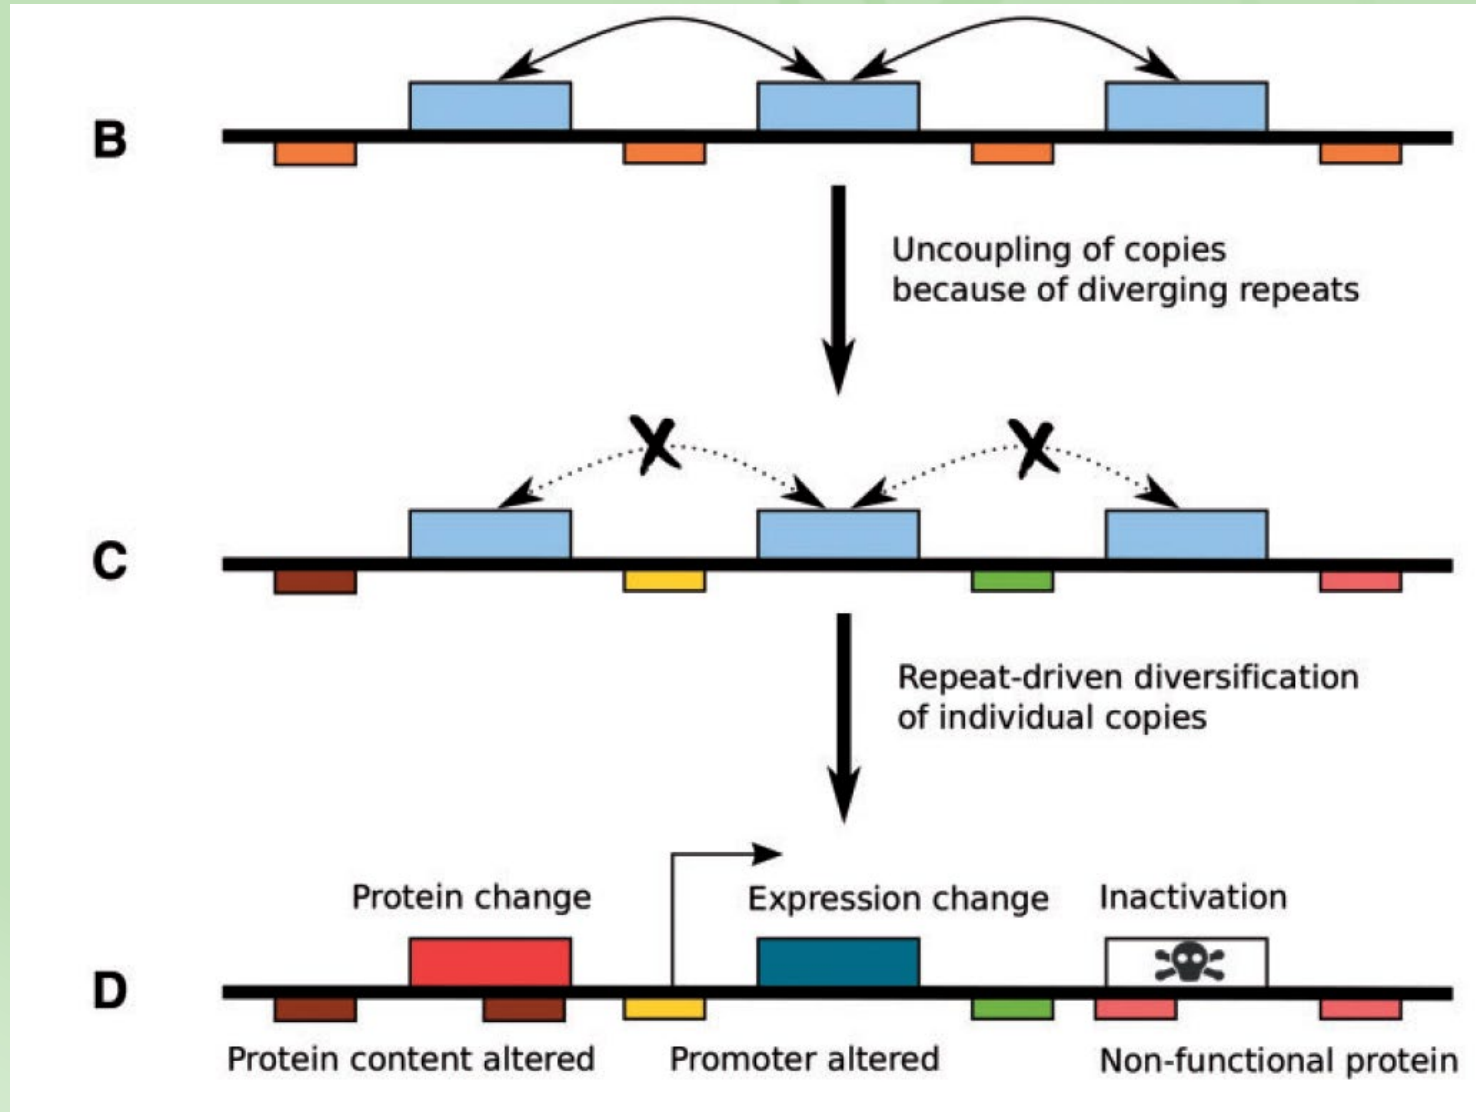 B
Uncoupling of copies
because of diverging repeats
C
Repeat-driven diversification
of individual copies
Protein change
Expression change
Inactivation
D
Protein content altered
Promoter altered
Non-functional protein